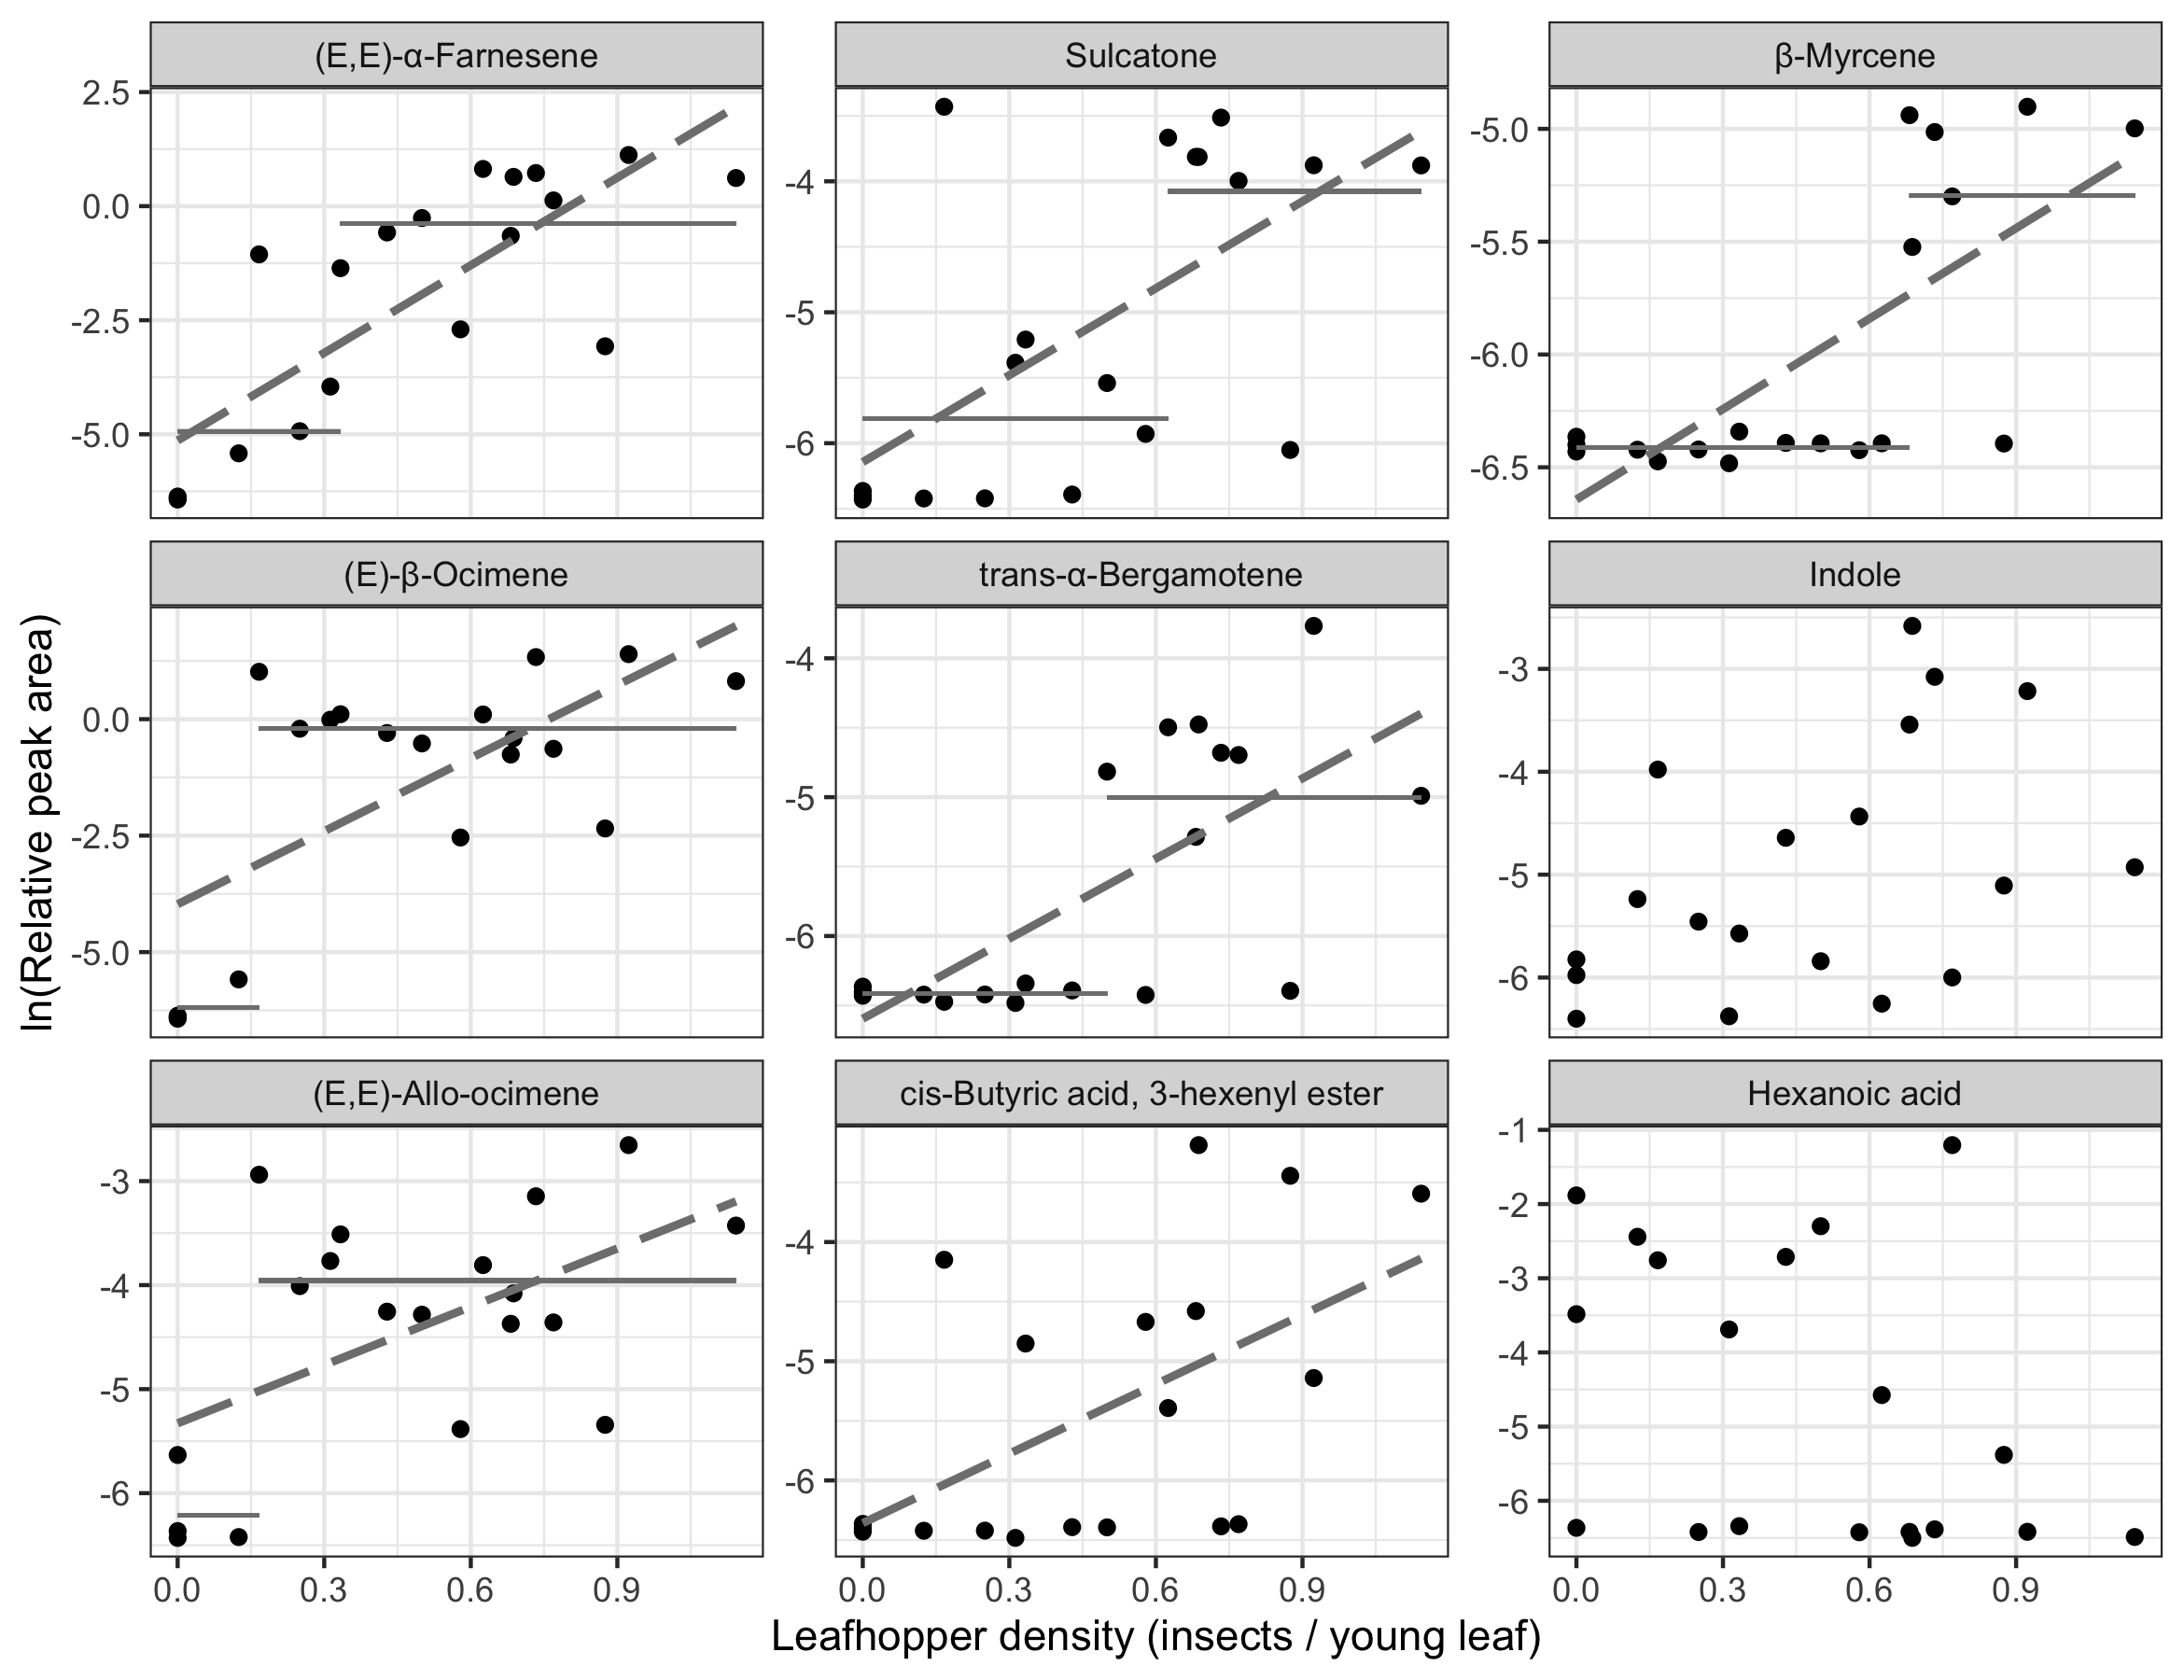 (E,E)-α-Farnesene
Sulcatone
β-Myrcene
2.5
0.0
-2.5
-5.0
-4
-5
-6
-5.0
-5.5
-6.0
-6.5
(E)-β-Ocimene
trans-α-Bergamotene
Indole
0.0
-2.5
-5.0
-4
-5
-6
-3
-4
-5
-6
(E,E)-Allo-ocimene
cis-Butyric acid, 3-hexenyl ester
Hexanoic acid
-3
-4
-5
-6
-4
-5
-6
-1
-2
-3
-4
-5
-6
0.0 0.3 0.6 0.9
0.0 0.3 0.6 0.9
0.0 0.3 0.6 0.9
Leafhopper density (insects / young leaf)
ln(Relative peak area)